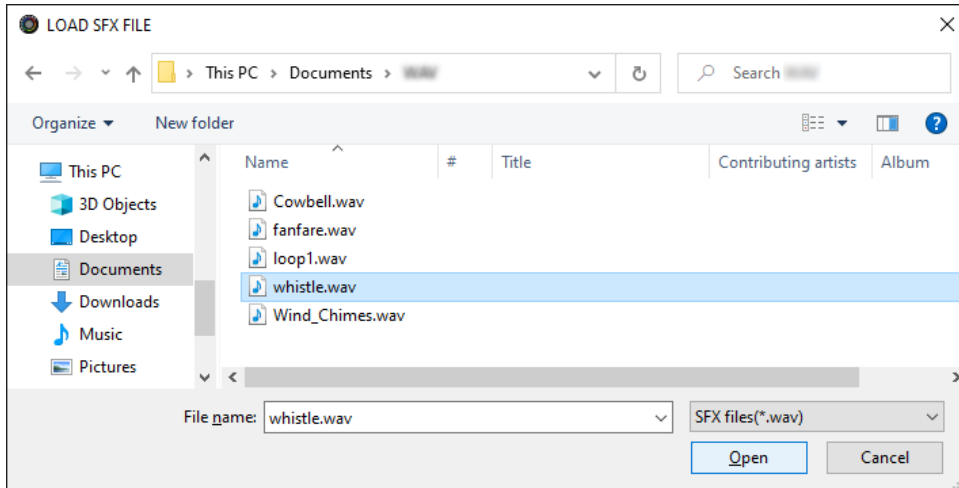 LOAD SFX FILE
This PC > Documents >
Search
Organize New folder
This PC
3D Objects
Desktop
Documents
Downloads
Music
Pictures
Name # Title Contributing artists Album
Cowbell.wav
fanfare.wav
loop1.wav
whistle.wav
Wind_Chimes.wav
File name: whistle.wav SFX files(*.wav)
Open Cancel